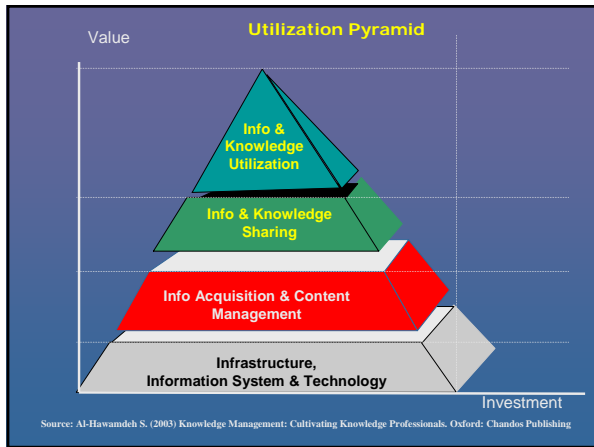 Utilization Pyramid
Value
Info &
Knowledge
Utilization
Info & Knowledge
Sharing
Info Acquisition & Content
Management
Infrastructure,
Information System & Technology
Investment
Source: Al-Hawamdeh S. (2003) Knowledge Management: Cultivating Knowledge Professionals. Oxford: Chandos Publishing